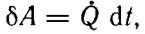 δA = Q̇ dt,